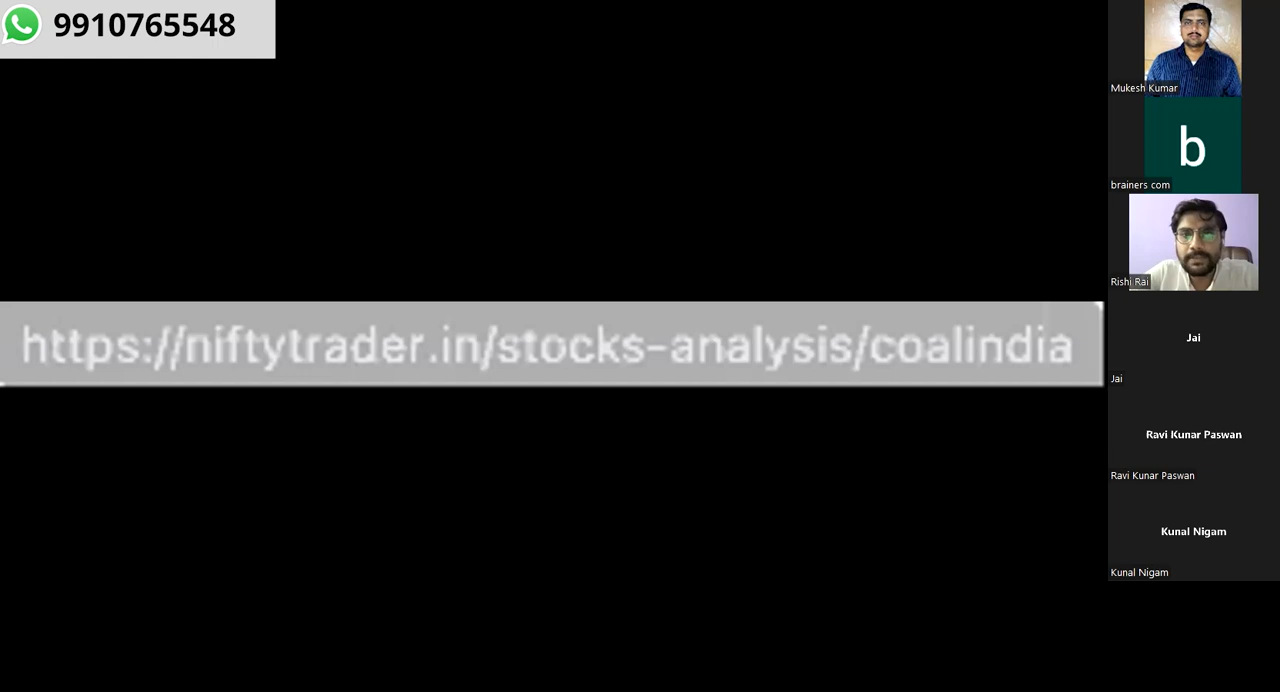 9910765548
https://niftytrader.in/stocks-analysis/coalindia
Mukesh Kumar
b
brainers com
Rishi Rai
Jai
Jai
Ravi Kunar Paswan
Ravi Kunar Paswan
Kunal Nigam
Kunal Nigam